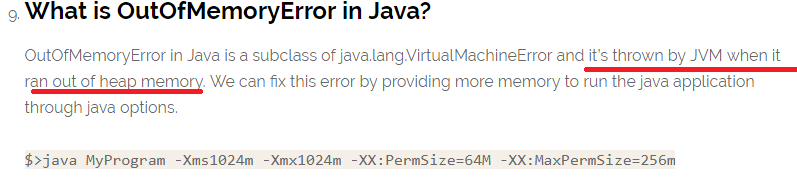 9. What is OutOfMemoryError in Java?
OutOfMemoryError in Java is a subclass of java.lang.VirtualMachineError and it's thrown by JVM when it
ran out of heap memory. We can fix this error by providing more memory to run the java application
through java options.
$>java MyProgram -Xms1024m -Xmx1024m -XX:PermSize=64M -XX:MaxPermSize=256m